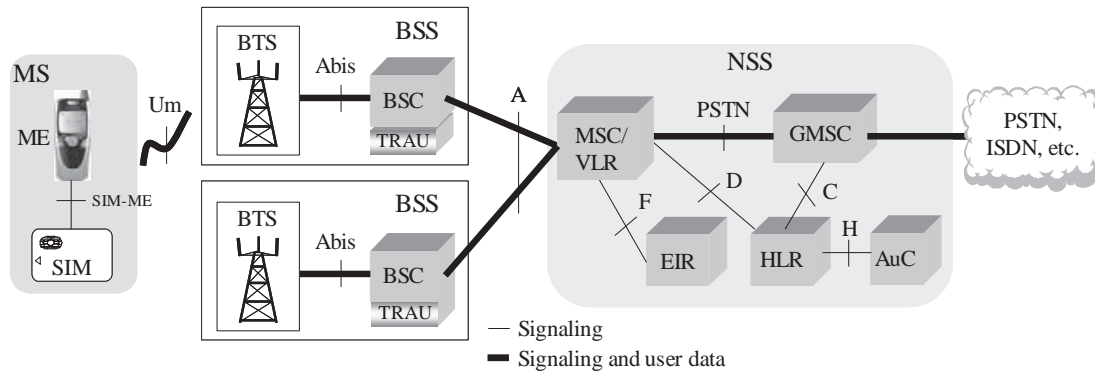 MS
ME
SIM-ME
SIM
Um
BSS
BTS
Abis
BSC
TRAU
BSS
BTS
Abis
BSC
TRAU
A
NSS
MSC/
VLR
PSTN
GMSC
D
C
F
H
EIR
HLR
AuC
PSTN,
ISDN, etc.
Signaling
Signaling and user data